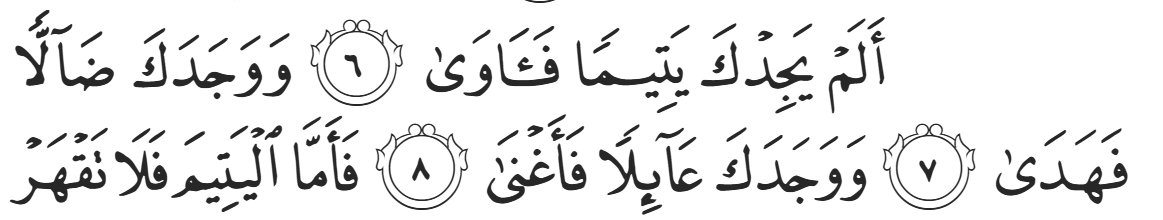 أَلَمْ يَجِدْكَ يَتِيمًا فَـَٔاوَىٰ ٦ وَوَجَدَكَ ضَآلًّا
فَهَدَىٰ ٧ وَوَجَدَكَ عَآئِلًا فَأَغْنَىٰ ٨ فَأَمَّا ٱلْيَتِيمَ فَلَا تَقْهَرْ